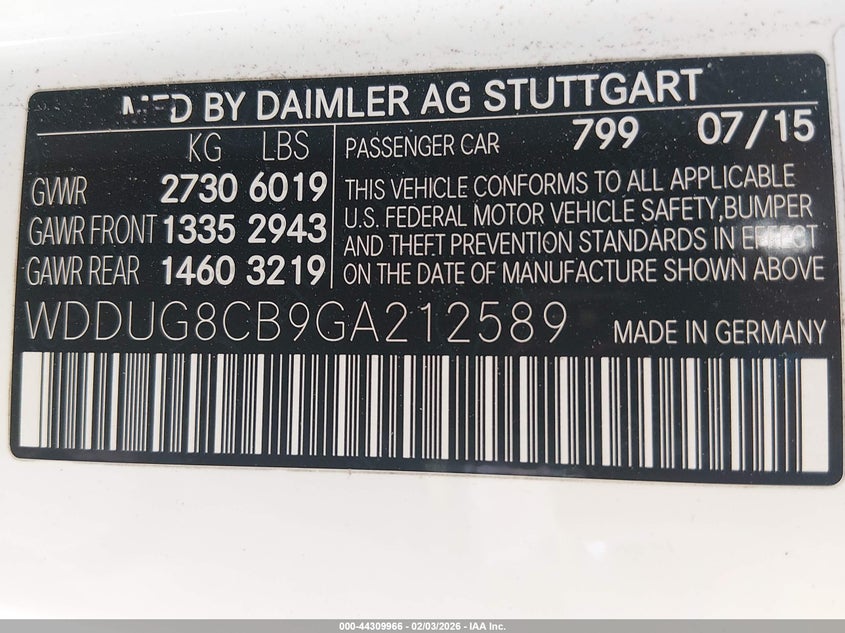 MFD BY DAIMLER AG STUTTGART
KG LBS
GVWR 2730 6019
GAWR FRONT 1335 2943
GAWR REAR 1460 3219
PASSENGER CAR 799 07/15
THIS VEHICLE CONFORMS TO ALL APPLICABLE
U.S. FEDERAL MOTOR VEHICLE SAFETY,BUMPER
AND THEFT PREVENTION STANDARDS IN EFFECT
ON THE DATE OF MANUFACTURE SHOWN ABOVE
WDDUG8CB9GA212589 MADE IN GERMANY
000-44309966 - 02/03/2026 - IAA Inc.